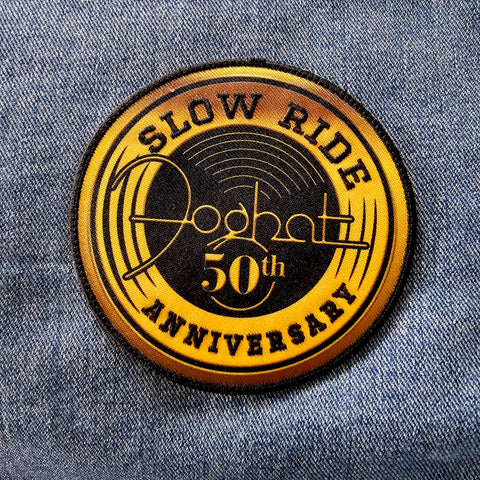 SLOW RIDE
Foghat
50th
ANNIVERSARY